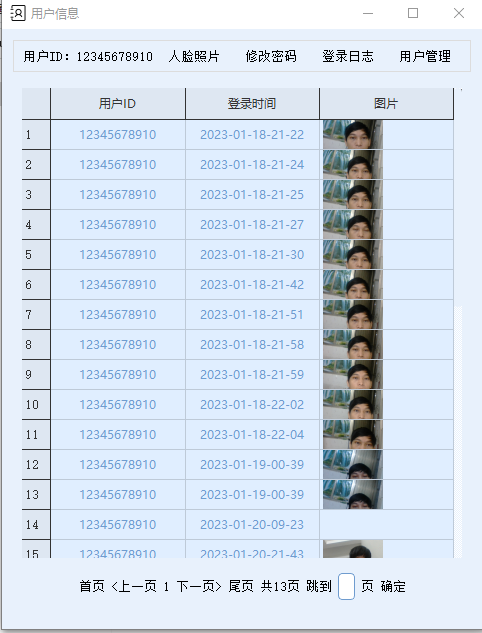 用户信息
用户ID: 12345678910 人脸照片 修改密码 登录日志 用户管理
用户ID 登录时间 图片
1 12345678910 2023-01-18-21-22
2 12345678910 2023-01-18-21-24
3 12345678910 2023-01-18-21-25
4 12345678910 2023-01-18-21-27
5 12345678910 2023-01-18-21-30
6 12345678910 2023-01-18-21-42
7 12345678910 2023-01-18-21-51
8 12345678910 2023-01-18-21-58
9 12345678910 2023-01-18-21-59
10 12345678910 2023-01-18-22-02
11 12345678910 2023-01-18-22-04
12 12345678910 2023-01-19-00-39
13 12345678910 2023-01-19-00-39
14 12345678910 2023-01-20-09-23
15 12345678910 2023-01-20-21-43
首页 <上一页 1 下一页> 尾页 共13页 跳到 页 确定